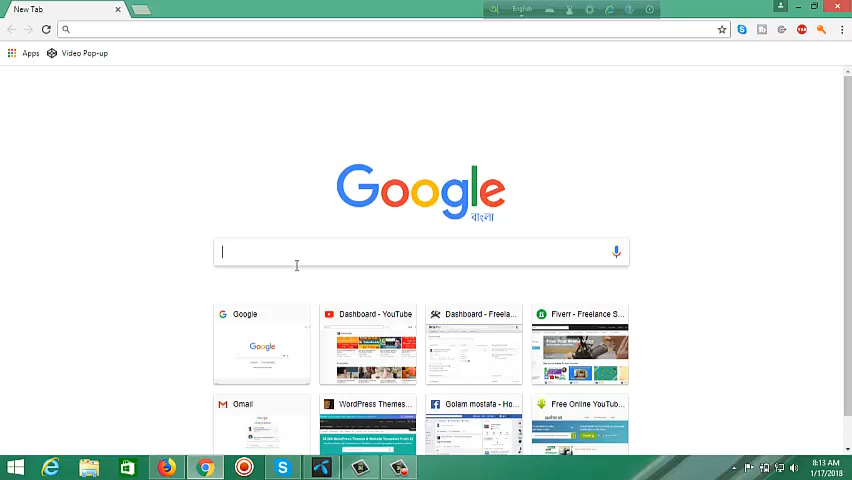 New Tab
English
Apps
Video Pop-up
Google
বাংলা
Google
Dashboard - YouTube
Dashboard - Freela...
Fiverr - Freelance S...
Google
Gmail
WordPress Themes...
Golam mostafa - Ho...
Free Online YouTub...
8:13 AM
1/17/2018